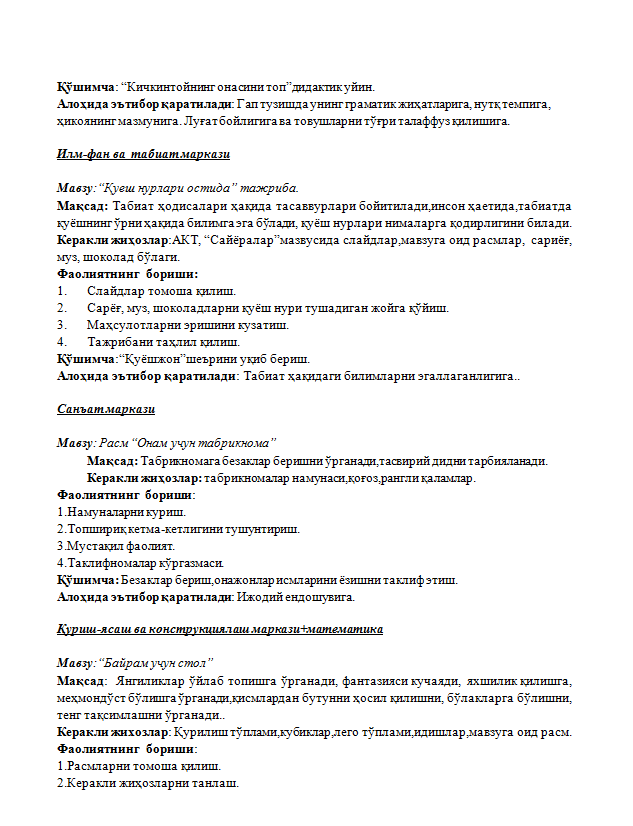 Қўшимча: “Кичкинтойнинг онасини топ”дидактик уйин.
Алоҳида эътибор қаратилади: Гап тузишда унинг граматик жиҳатларига, нутқ темпига,
ҳикоянинг мазмунига. Луғат бойлигига ва товушларни тўғри талаффуз қилишига.
Илм-фан ва табиат маркази
Мавзу:“Қуёш нурлари остида” тажриба.
Мақсад: Табиат ҳодисалари ҳақида тасаввурлари бойитилади,инсон ҳаётида,табиатда
қуёшнинг ўрни ҳақида билимга эга бўлади, қуёш нурлари нималарга қодирлигини билади.
Керакли жиҳозлар:АКТ, “Сайёралар”мавзусида слайдлар,мавзуга оид расмлар, сариёғ,
муз, шоколад бўлаги.
Фаолиятнинг бориши:
1. Слайдлар томоша қилиш.
2. Сарёғ, муз, шоколадларни қуёш нури тушадиган жойга қўйиш.
3. Маҳсулотларни эришини кузатиш.
4. Тажрибани таҳлил қилиш.
Қўшимча:“Қуёшжон”шеърини уқиб бериш.
Алоҳида эътибор қаратилади: Табиат ҳақидаги билимларни эгаллаганлигига..
Санъат маркази
Мавзу: Расм “Онам учун табрикнома”
Мақсад: Табрикномага безаклар беришни ўрганади,тасвирий дидни тарбияланади.
Керакли жиҳозлар: табрикномалар намунаси,қоғоз,рангли қаламлар.
Фаолиятнинг бориши:
1.Намуналарни куриш.
2.Топшириқ кетма-кетлигини тушунтириш.
3.Мустақил фаолият.
4.Таклифномалар кўргазмаси.
Қўшимча: Безаклар бериш,онажонлар исмларини ёзишни таклиф этиш.
Алоҳида эътибор қаратилади: Ижодий ендошувига.
Қуриш-ясаш ва конструкциялаш маркази+математика
Мавзу:“Байрам учун стол”
Мақсад: Янгиликлар ўйлаб топишга ўрганади, фантазияси кучаяди, яхшилик қилишга,
меҳмондўст бўлишга ўрганади,қисмлардан бутунни ҳосил қилишни, бўлакларга бўлишни,
тенг тақсимлашни ўрганади..
Керакли жихозлар: Қурилиш тўплами,кубиклар,лего тўплами,идишлар,мавзуга оид расм.
Фаолиятнинг бориши:
1.Расмларни томоша қилиш.
2.Керакли жиҳозларни танлаш.